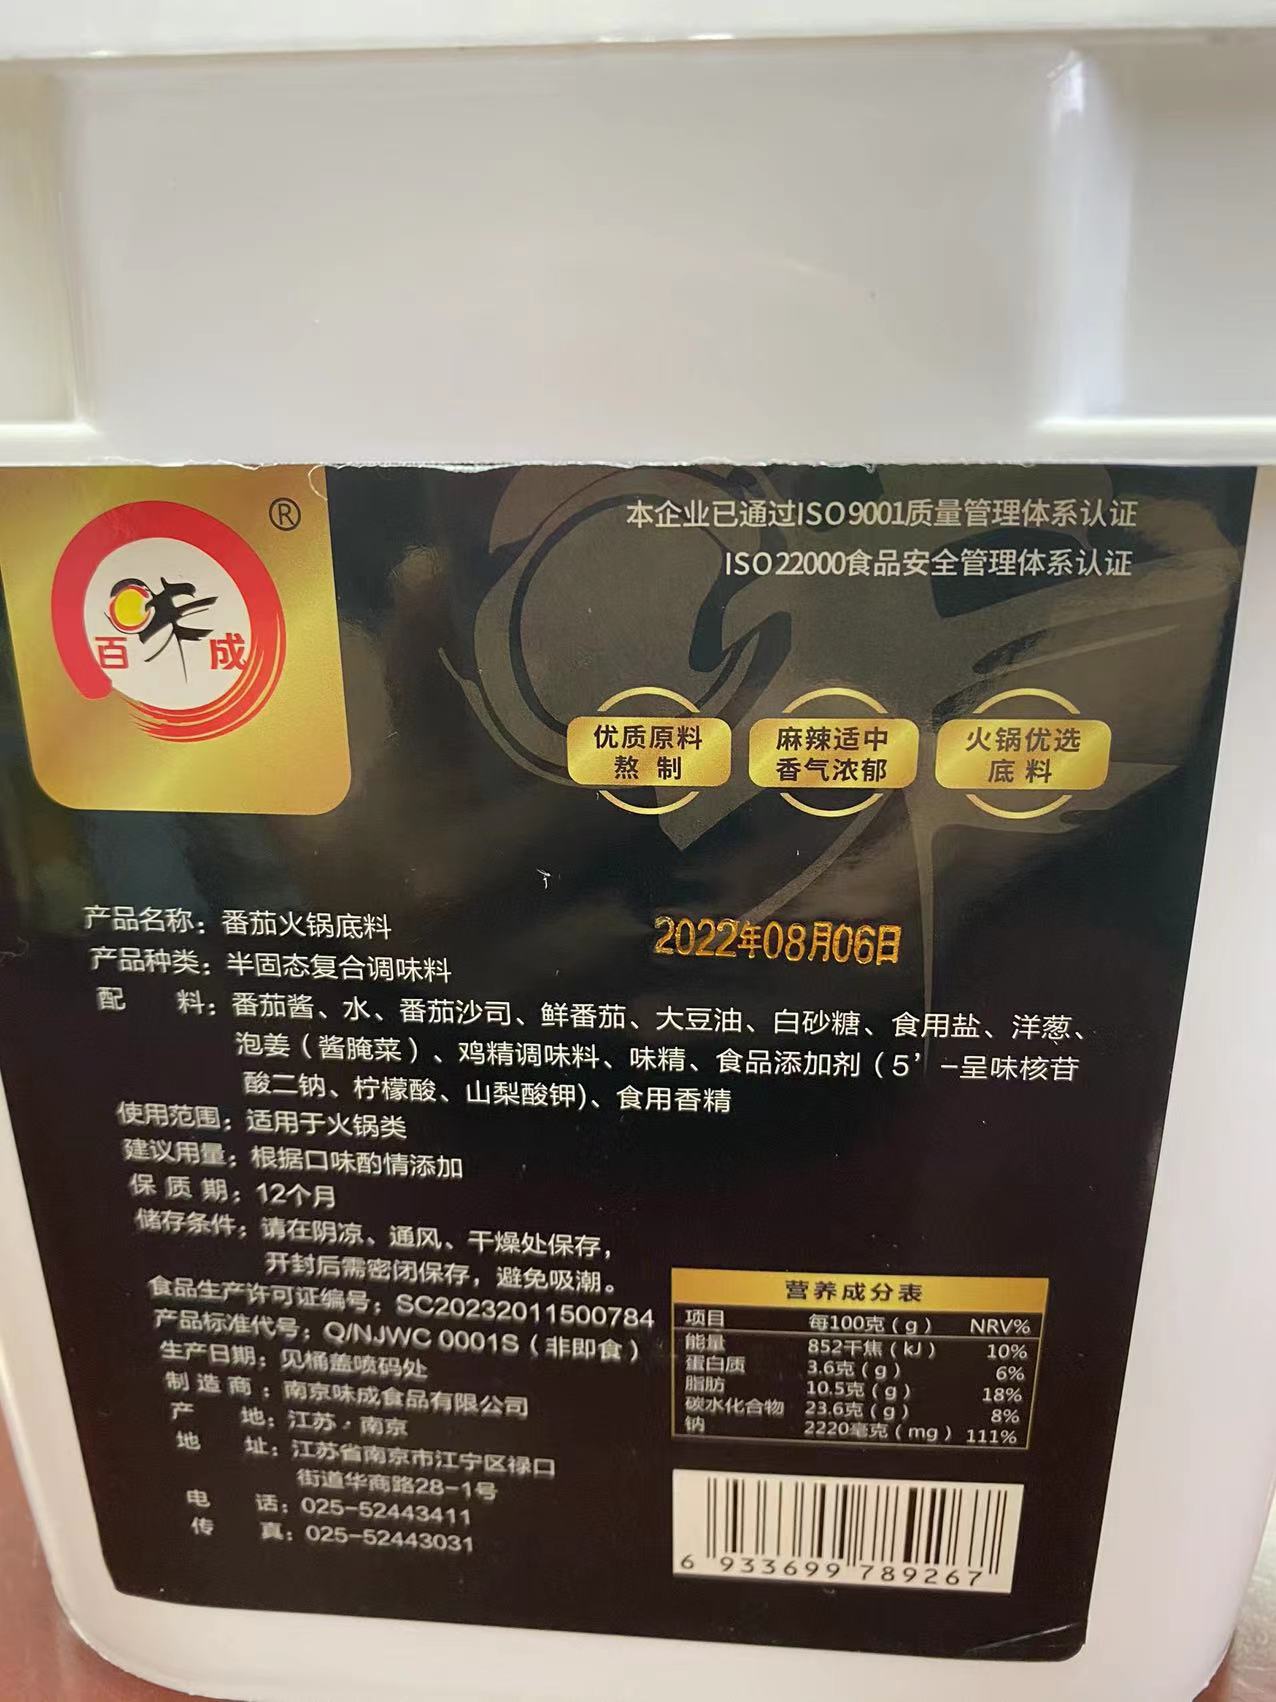 ®
百味成
本企业已通过ISO9001质量管理体系认证
ISO22000食品安全管理体系认证
优质原料
熬 制
麻辣适中
香气浓郁
火锅优选
底 料
产品名称：番茄火锅底料
2022年08月06日
产品种类：半固态复合调味料
配 料：番茄酱、水、番茄沙司、鲜番茄、大豆油、白砂糖、食用盐、洋葱、
泡姜（酱腌菜）、鸡精调味料、味精、食品添加剂（5’-呈味核苷
酸二钠、柠檬酸、山梨酸钾)、食用香精
使用范围：适用于火锅类
建议用量：根据口味酌情添加
保 质 期：12个月
储存条件：请在阴凉、通风、干燥处保存，
开封后需密闭保存，避免吸潮。
食品生产许可证编号：SC20232011500784
产品标准代号：Q/NJWC 0001S（非即食）
生产日期：见桶盖喷码处
制 造 商：南京味成食品有限公司
产 地：江苏·南京
地 址：江苏省南京市江宁区禄口
街道华商路28-1号
电 话：025-52443411
传 真：025-52443031
营养成分表
项目 每100克（g） NRV%
能量 852千焦（kJ） 10%
蛋白质 3.6克（g） 6%
脂肪 10.5克（g） 18%
碳水化合物 23.6克（g） 8%
钠 2220毫克（mg） 111%
6 933699 789267